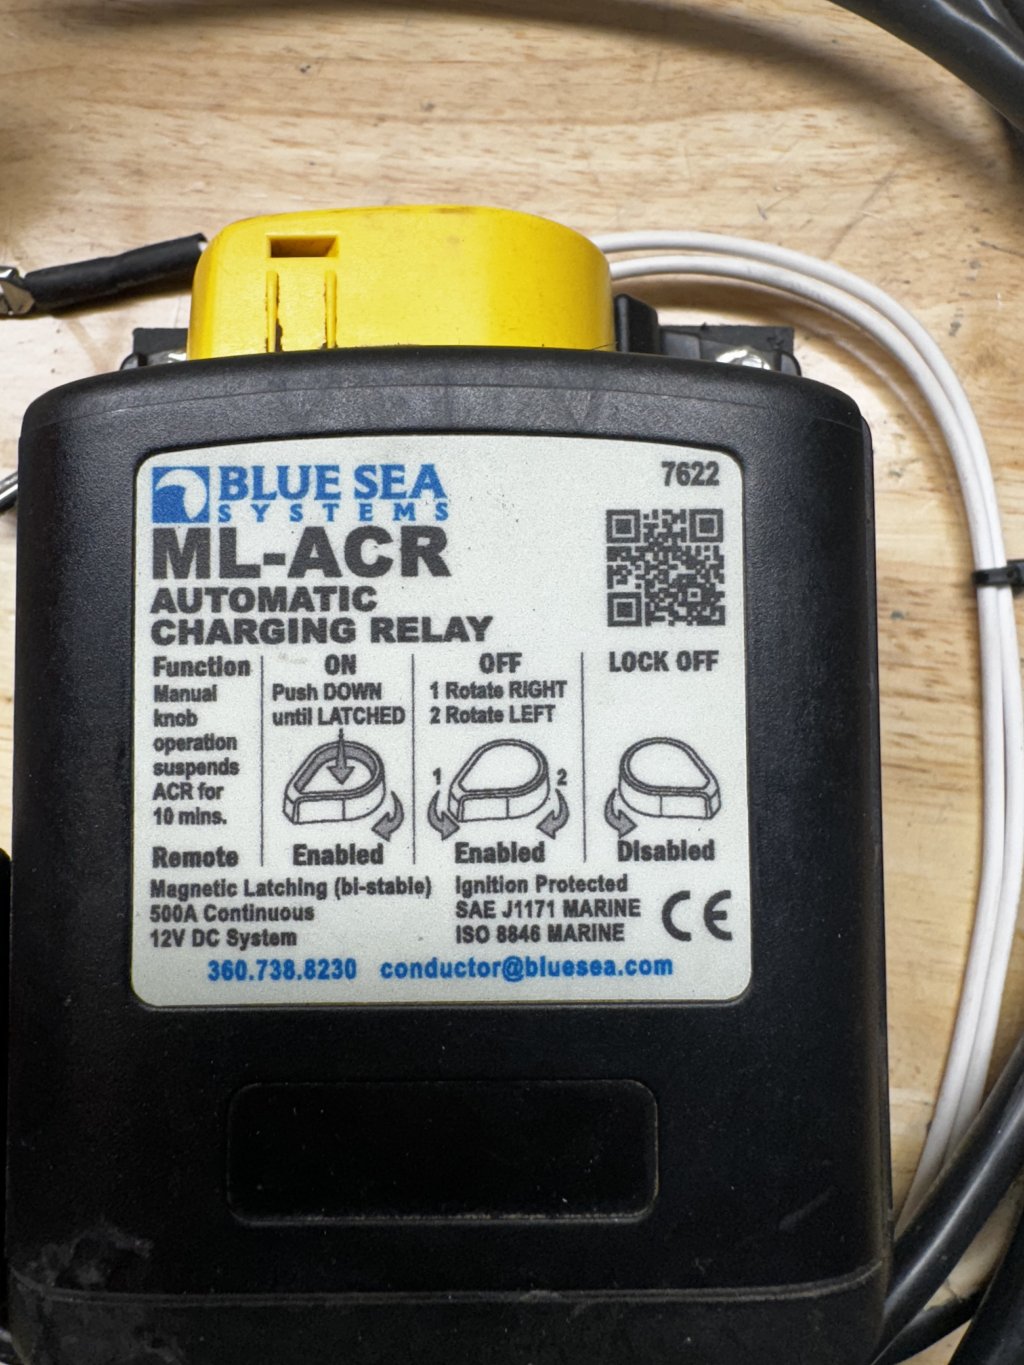 BLUE SEA
SYSTEMS
7622
ML-ACR
AUTOMATIC
CHARGING RELAY
Function
Manual
knob
operation
suspends
ACR for
10 mins.
Remote
ON
Push DOWN
until LATCHED
Enabled
OFF
1 Rotate RIGHT
2 Rotate LEFT
1 2
Enabled
LOCK OFF
Disabled
Magnetic Latching (bi-stable)
500A Continuous
12V DC System
Ignition Protected
SAE J1171 MARINE
ISO 8846 MARINE
CE
360.738.8230 conductor@bluesea.com